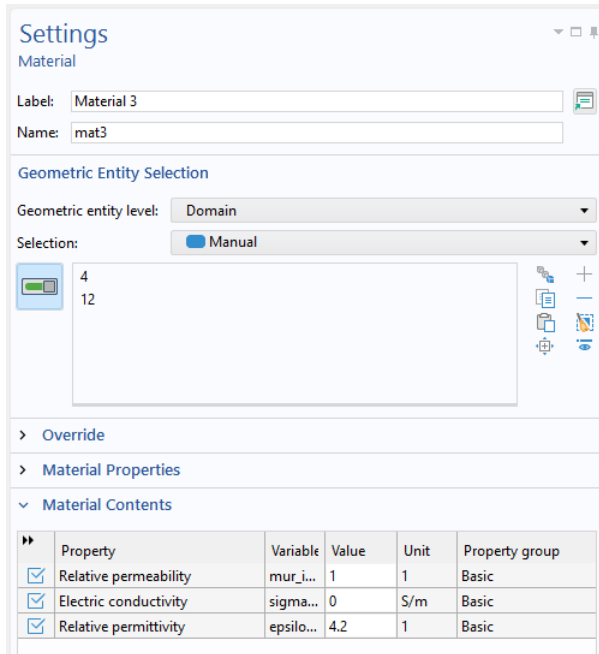 Settings
Material
Label: Material 3
Name: mat3
Geometric Entity Selection
Geometric entity level: Domain
Selection: Manual
4
12
Override
Material Properties
Material Contents
Property Variable Value Unit Property group
Relative permeability mur_i... 1 1 Basic
Electric conductivity sigma... 0 S/m Basic
Relative permittivity epsilo... 4.2 1 Basic